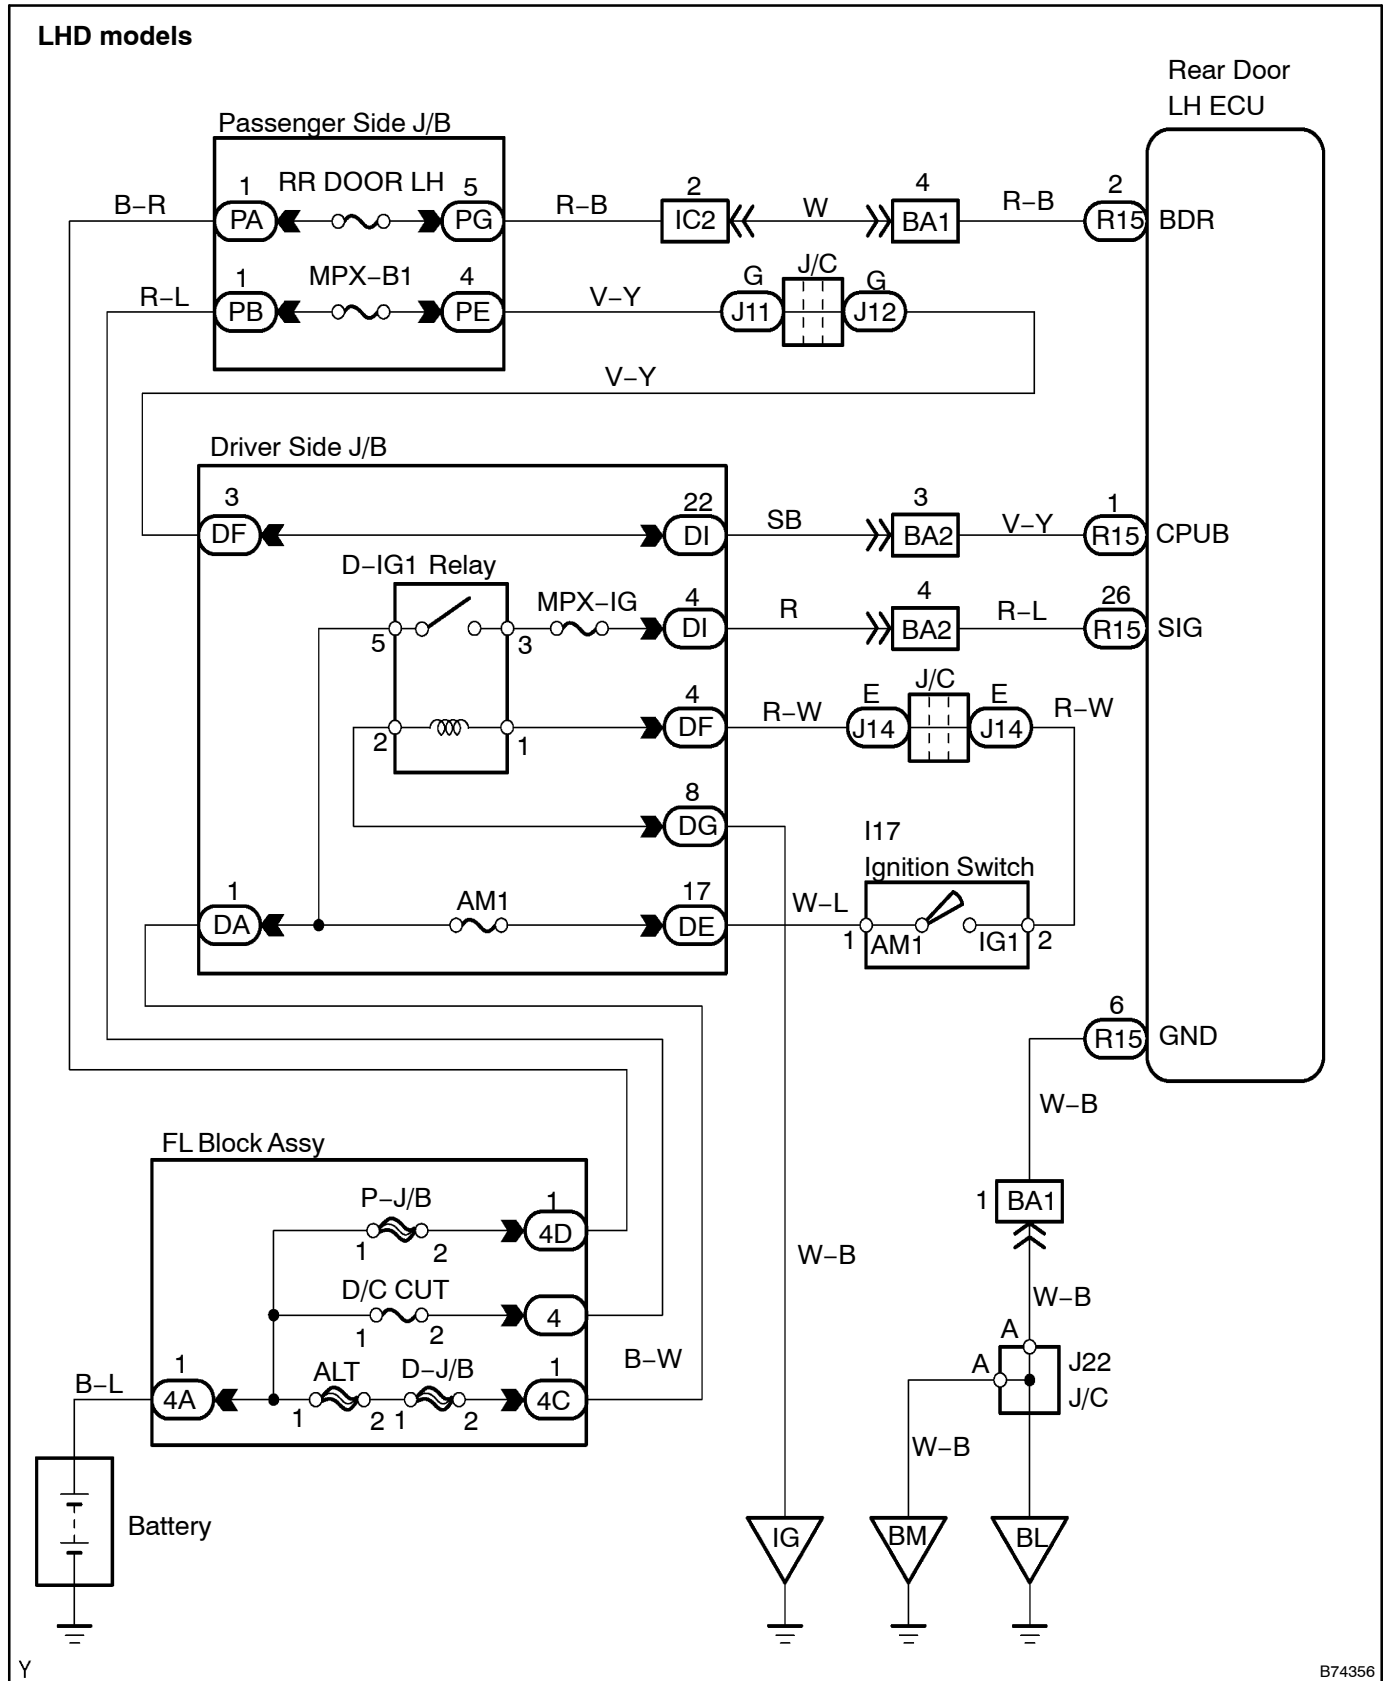 LHD models
Rear Door
LH ECU
Passenger Side J/B
1 RR DOOR LH 5 2 4 2
B–R PA PG R–B IC2 W BA1 R–B R15 BDR
1 MPX–B1 4 G J/C G
R–L PB PE V–Y J11 J12
V–Y
Driver Side J/B
3 22 3 1
DF DI SB BA2 V–Y R15 CPUB
D–IG1 Relay
MPX–IG 4 R 4 R–L 26
5 3 DI BA2 R15 SIG
4 E J/C E
2 1 DF R–W J14 J14 R–W
8
DG
I17
Ignition Switch
1 AM1 17 W–L
DA DE 1 AM1 IG1 2
6
R15 GND
W–B
FL Block Assy
P–J/B 1 1 BA1
1 2 4D
W–B
D/C CUT
1 2 4
W–B
A
1 ALT D–J/B 1 B–W A J22
B–L 4A 1 2 1 2 4C J/C
W–B
Battery
IG BM BL
Y
B74356